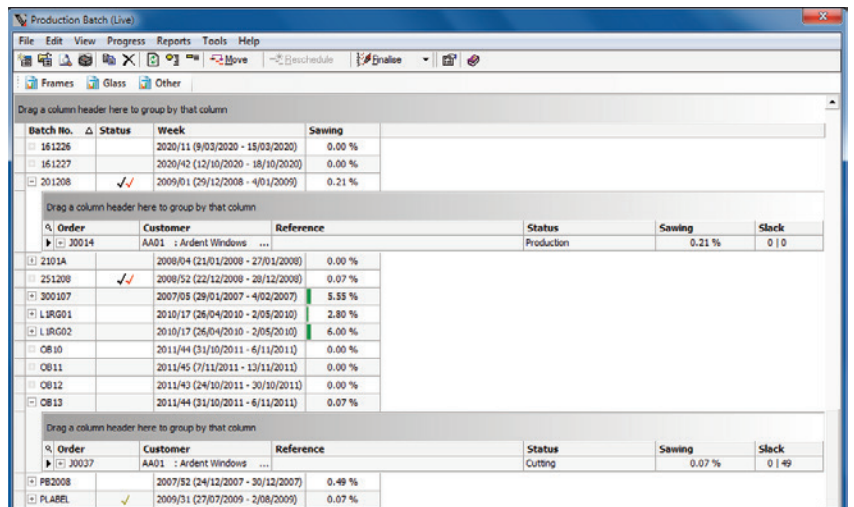 Production Batch (Live)
File Edit View Progress Reports Tools Help
Move Reschedule Finalise
Frames Glass Other
Drag a column header here to group by that column
Batch No. Status Week Sawing
161226 2020/11 (9/03/2020 - 15/03/2020) 0.00 %
161227 2020/42 (12/10/2020 - 18/10/2020) 0.00 %
201208 2009/01 (29/12/2008 - 4/01/2009) 0.21 %
Drag a column header here to group by that column
Order Customer Reference Status Sawing Slack
J0014 AA01 : Ardent Windows ... Production 0.21 % 0 | 0
2101A 2008/04 (21/01/2008 - 27/01/2008) 0.00 %
251208 2008/52 (22/12/2008 - 28/12/2008) 0.07 %
300107 2007/05 (29/01/2007 - 4/02/2007) 5.55 %
L1RG01 2010/17 (26/04/2010 - 2/05/2010) 2.80 %
L1RG02 2010/17 (26/04/2010 - 2/05/2010) 6.00 %
OB10 2011/44 (31/10/2011 - 6/11/2011) 0.00 %
OB11 2011/45 (7/11/2011 - 13/11/2011) 0.00 %
OB12 2011/43 (24/10/2011 - 30/10/2011) 0.00 %
OB13 2011/44 (31/10/2011 - 6/11/2011) 0.07 %
Drag a column header here to group by that column
Order Customer Reference Status Sawing Slack
J0037 AA01 : Ardent Windows ... Cutting 0.07 % 0 | 49
PB2008 2007/52 (24/12/2007 - 30/12/2007) 0.49 %
PLABEL 2009/31 (27/07/2009 - 2/08/2009) 0.07 %